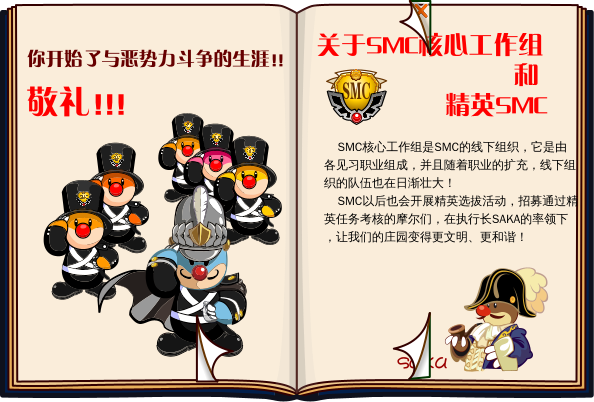 你开始了与恶势力斗争的生涯!!
敬礼!!!
关于SMC核心工作组
和
精英SMC
SMC
SMC核心工作组是SMC的线下组织，它是由
各见习职业组成，并且随着职业的扩充，线下组
织的队伍也在日渐壮大！
SMC以后也会开展精英选拔活动，招募通过精
英任务考核的摩尔们，在执行长SAKA的率领下
，让我们的庄园变得更文明、更和谐！
saka